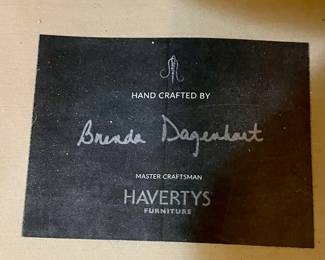 HAND CRAFTED BY
Brenda Dagenhart
MASTER CRAFTSMAN
HAVERTYS
FURNITURE